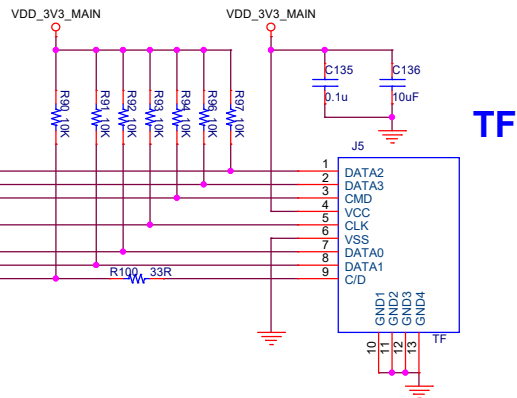 VDD_3V3_MAIN
VDD_3V3_MAIN
R90 10K
R91 10K
R92 10K
R93 10K
R94 10K
R96 10K
R97 10K
C135
0.1u
C136
10uF
TF
J5
1 DATA2
2 DATA3
3 CMD
4 VCC
5 CLK
6 VSS
7 DATA0
8 DATA1
9 C/D
R100 33R
GND1
GND2
GND3
GND4
10
11
12
13
TF